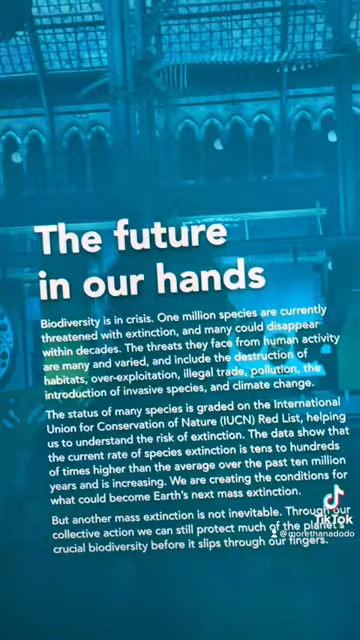 The future
in our hands
Biodiversity is in crisis. One million species are currently
threatened with extinction, and many could disappear
within decades. The threats they face from human activity
are many and varied, and include the destruction of
habitats, over-exploitation, illegal trade, pollution, the
introduction of invasive species, and climate change.
The status of many species is graded on the International
Union for Conservation of Nature (IUCN) Red List, helping
us to understand the risk of extinction. The data show that
the current rate of species extinction is tens to hundreds
of times higher than the average over the past ten million
years and is increasing. We are creating the conditions for
what could become Earth's next mass extinction.
But another mass extinction is not inevitable. Through our
collective action we can still protect much of the planet's
crucial biodiversity before it slips through our fingers.
TikTok
@morethanadodo